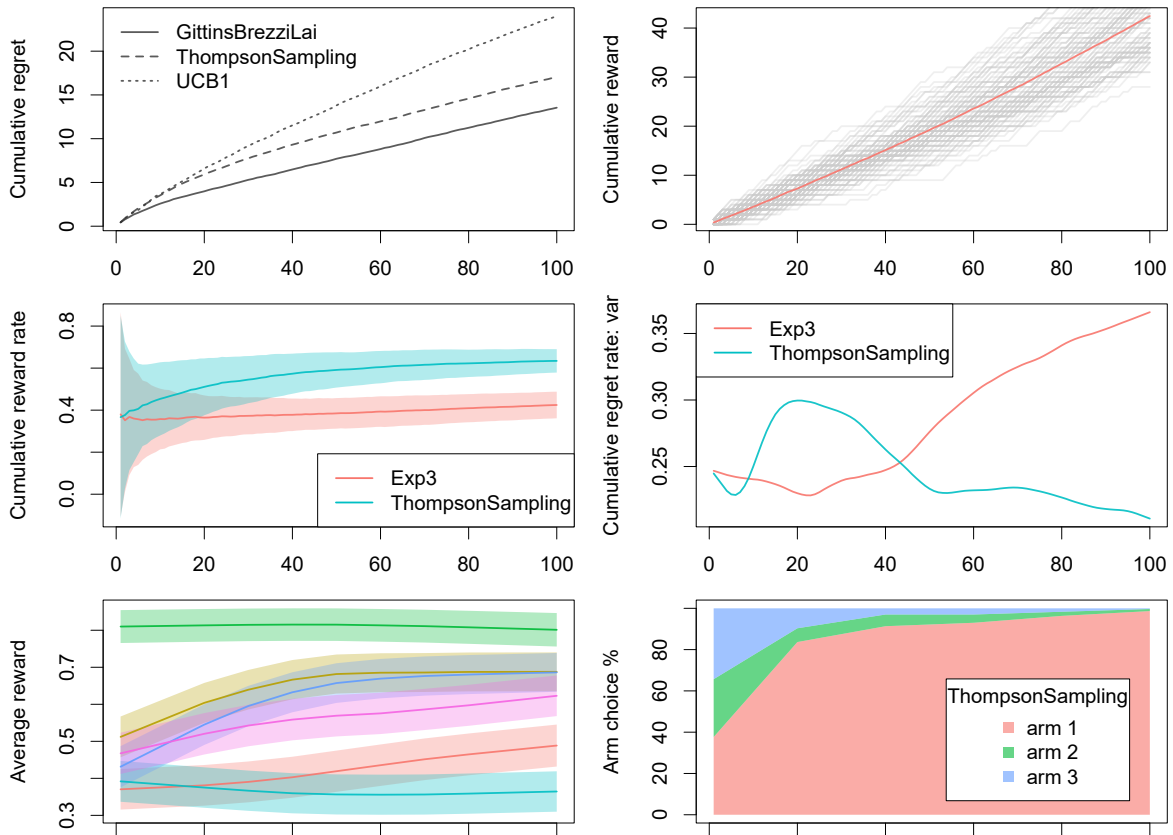 Cumulative regret
0 5 10 15 20
GittinsBrezziLai
ThompsonSampling
UCB1
0 20 40 60 80 100
Cumulative reward
0 10 20 30 40
0 20 40 60 80 100
Cumulative reward rate
0.0 0.4 0.8
Exp3
ThompsonSampling
0 20 40 60 80 100
Cumulative regret rate: var
0.25 0.30 0.35
Exp3
ThompsonSampling
0 20 40 60 80 100
Average reward
0.3 0.5 0.7
Arm choice %
0 20 40 60 80
ThompsonSampling
arm 1
arm 2
arm 3